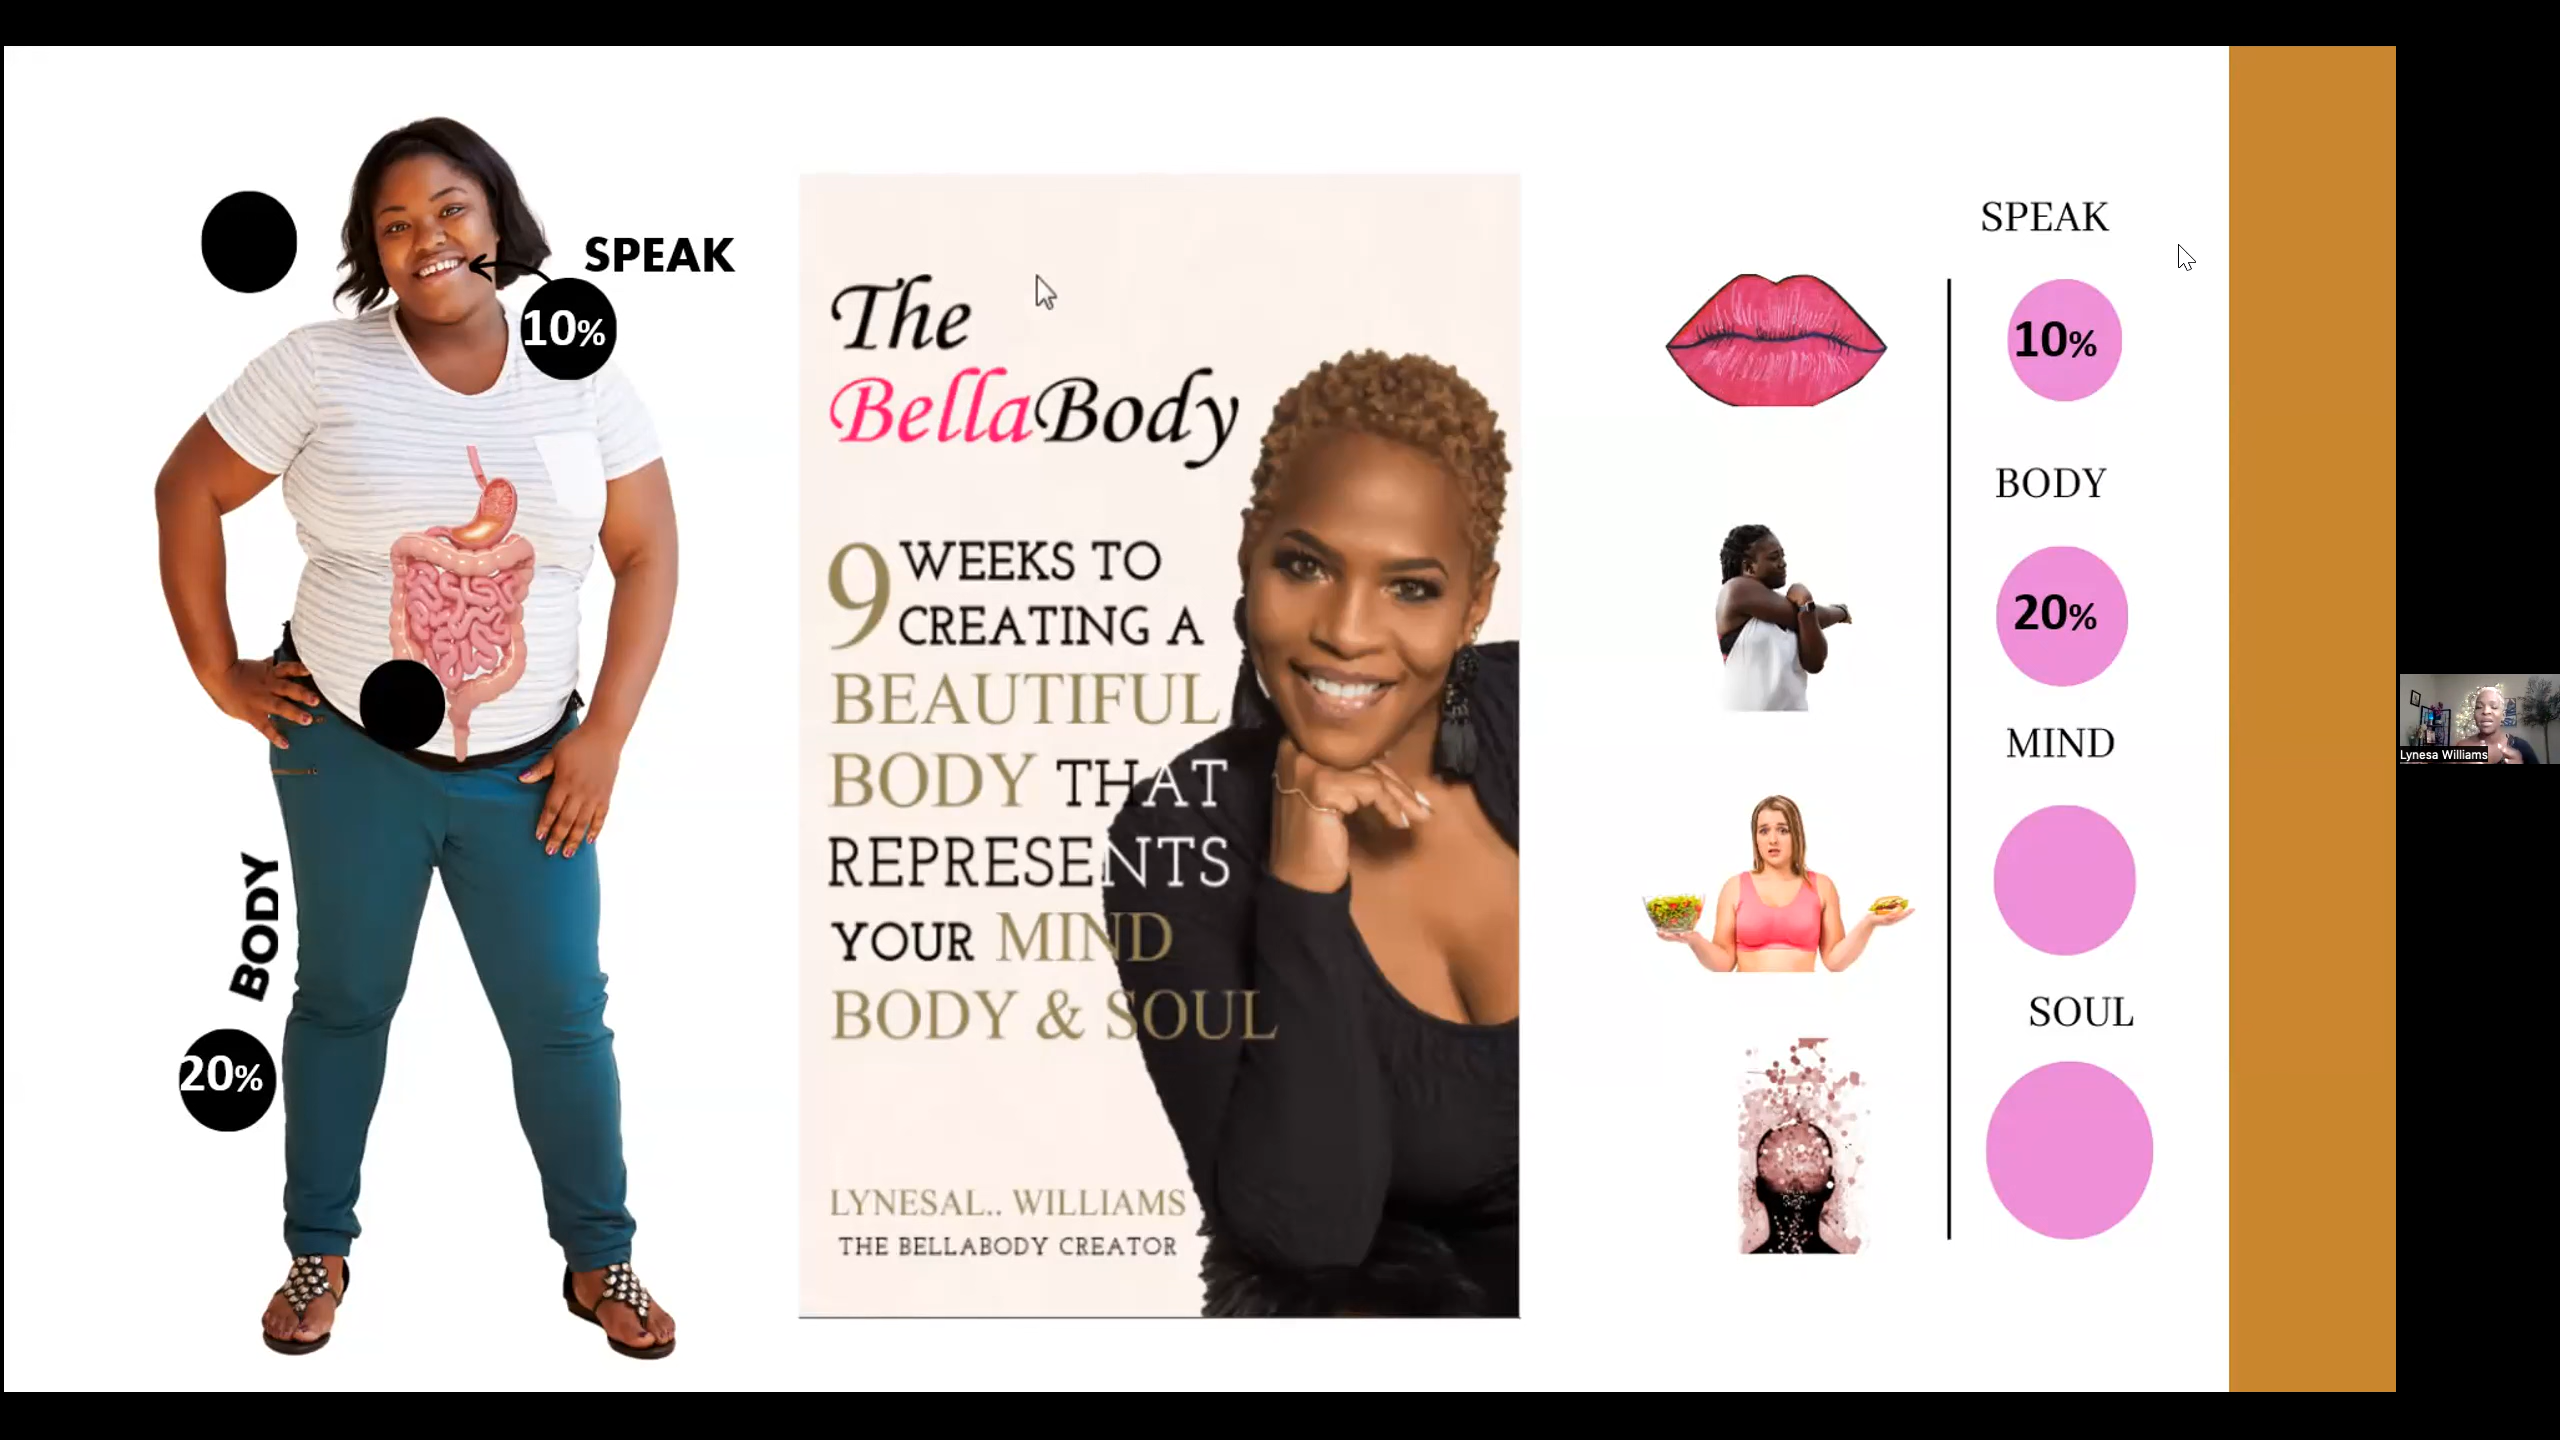 SPEAK
10%
BODY
20%
The
BellaBody
9 WEEKS TO
CREATING A
BEAUTIFUL
BODY THAT
REPRESENTS
YOUR MIND
BODY & SOUL
LYNESAL.. WILLIAMS
THE BELLABODY CREATOR
SPEAK
10%
BODY
20%
MIND
SOUL
Lynesa Williams